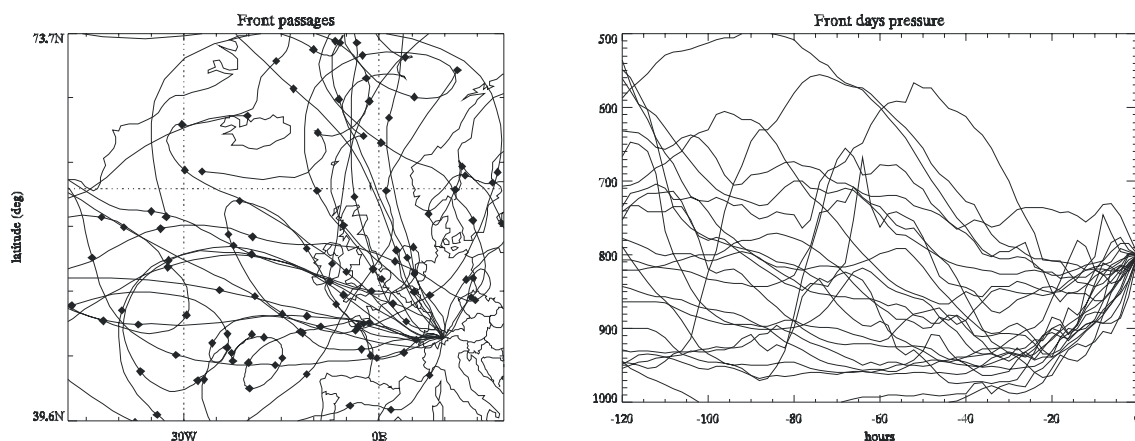 Front passages
73.7N
latitude (deg)
39.6N
30W
0E
Front days pressure
500
600
700
800
900
1000
-120
-100
-80
-60
-40
-20
hours